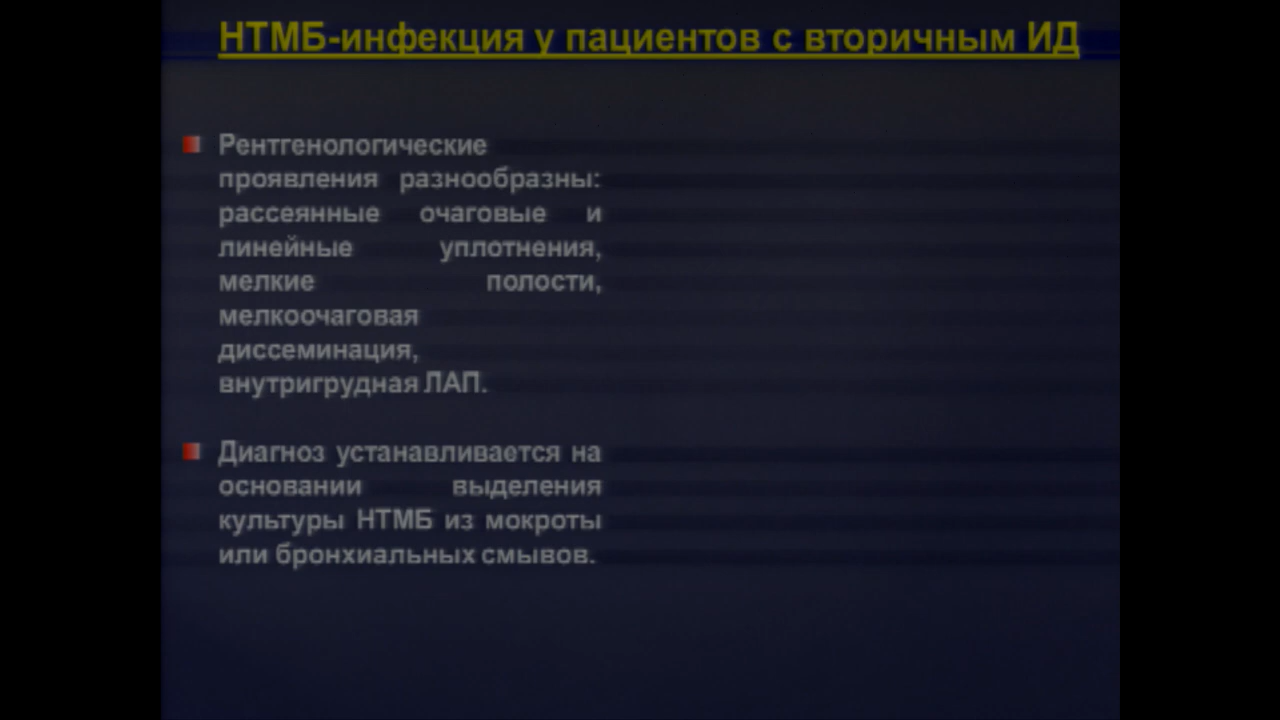 НТМБ-инфекция у пациентов с вторичным ИД
Рентгенологические
проявления разнообразны:
рассеянные очаговые и
линейные уплотнения,
мелкие полости,
мелкоочаговая
диссеминация,
внутригрудная ЛАП.
Диагноз устанавливается на
основании выделения
культуры НТМБ из мокроты
или бронхиальных смывов.